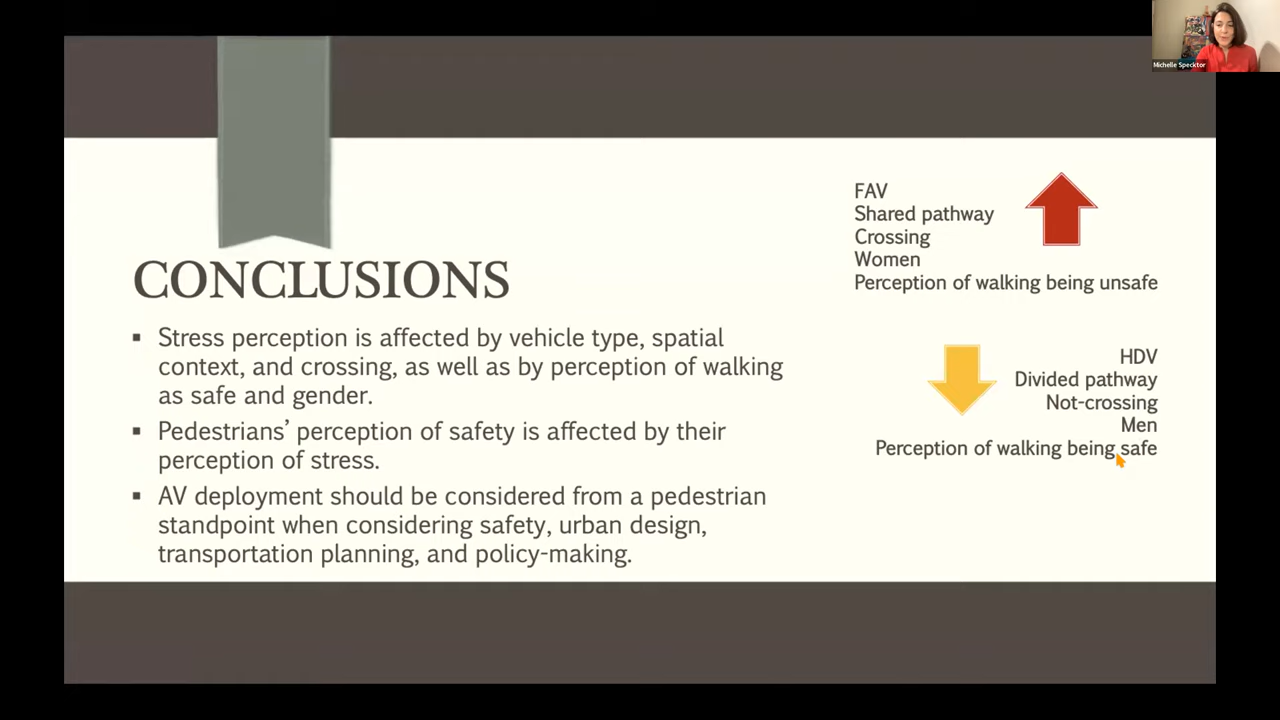 Michelle Specktor
CONCLUSIONS
▪ Stress perception is affected by vehicle type, spatial
context, and crossing, as well as by perception of walking
as safe and gender.
▪ Pedestrians’ perception of safety is affected by their
perception of stress.
▪ AV deployment should be considered from a pedestrian
standpoint when considering safety, urban design,
transportation planning, and policy-making.
FAV
Shared pathway
Crossing
Women
Perception of walking being unsafe
HDV
Divided pathway
Not-crossing
Men
Perception of walking being safe